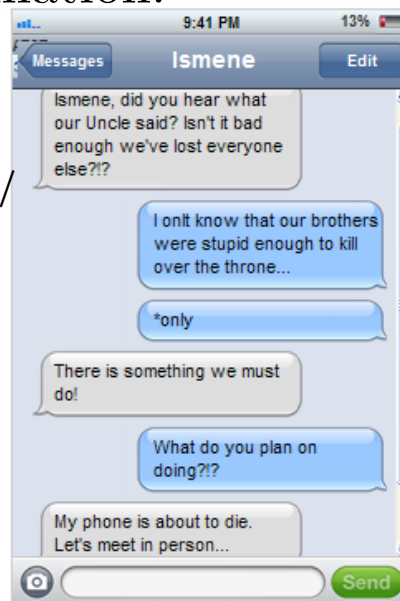 9:41 PM 13%
Messages Ismene Edit
Ismene, did you hear what
our Uncle said? Isn't it bad
enough we've lost everyone
else?!?
I onlt know that our brothers
were stupid enough to kill
over the throne...
*only
There is something we must
do!
What do you plan on
doing?!?
My phone is about to die.
Let's meet in person...
Send